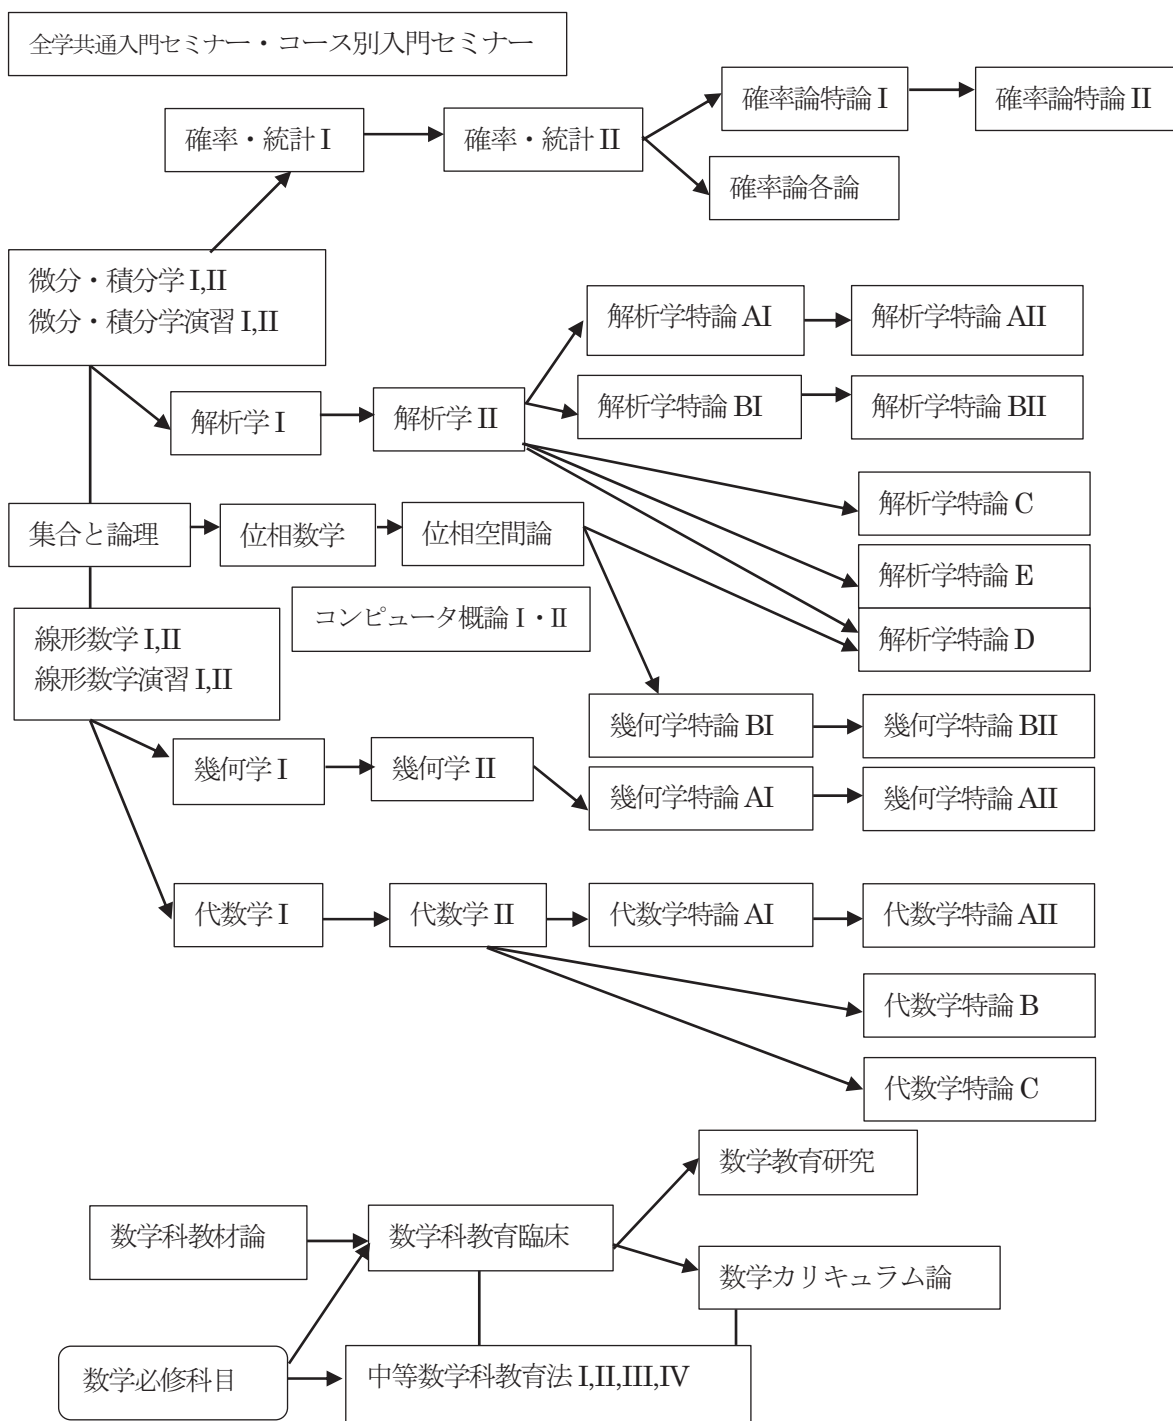 全学共通入門セミナー・コース別入門セミナー
確率論特論 I
確率論特論 II
確率・統計 I
確率・統計 II
確率論各論
微分・積分学 I,II
微分・積分学演習 I,II
解析学特論 AI
解析学特論 AII
解析学 I
解析学 II
解析学特論 BI
解析学特論 BII
解析学特論 C
集合と論理
位相数学
位相空間論
解析学特論 E
コンピュータ概論 I・II
解析学特論 D
線形数学 I,II
線形数学演習 I,II
幾何学特論 BI
幾何学特論 BII
幾何学 I
幾何学 II
幾何学特論 AI
幾何学特論 AII
代数学 I
代数学 II
代数学特論 AI
代数学特論 AII
代数学特論 B
代数学特論 C
数学教育研究
数学科教材論
数学科教育臨床
数学カリキュラム論
数学必修科目
中等数学科教育法 I,II,III,IV